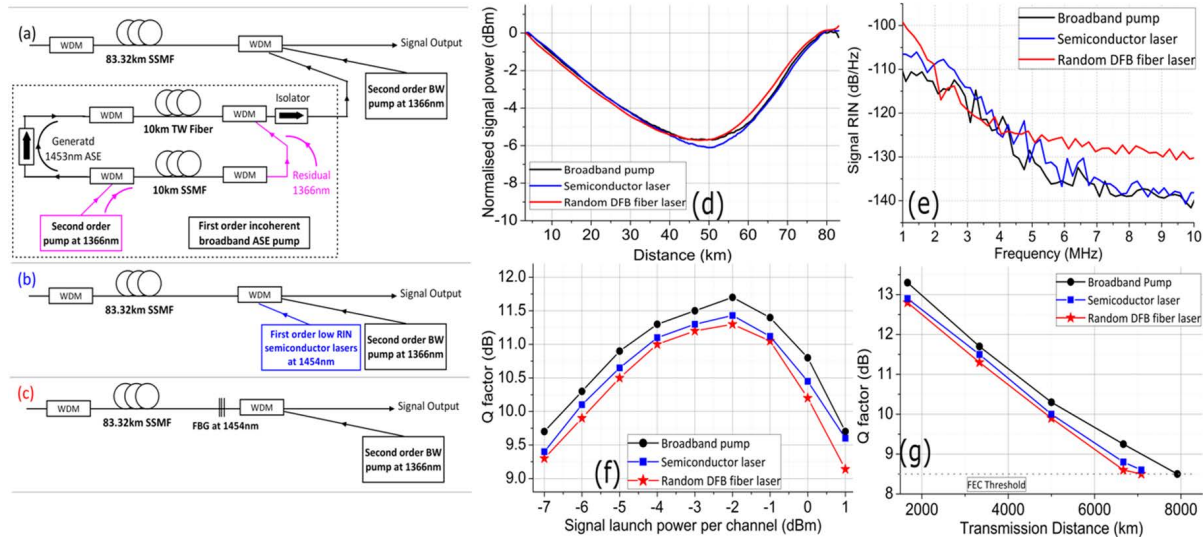 (a)
WDM
83.32km SSMF
WDM
Signal Output
Second order BW
pump at 1366nm
WDM
10km TW Fiber
WDM
Isolator
Generatd
1453nm ASE
WDM
10km SSMF
WDM
Residual
1366nm
Second order
pump at 1366nm
First order incoherent
broadband ASE pump
(b)
WDM
83.32km SSMF
WDM
Signal Output
First order low RIN
semiconductor lasers
at 1454nm
Second order BW
pump at 1366nm
(c)
WDM
83.32km SSMF
FBG at 1454nm
WDM
Signal Output
Second order BW
pump at 1366nm
Normalised signal power (dBm)
0
-2
-4
-6
-8
-10
Broadband pump
Semiconductor laser
Random DFB fiber laser
(d)
10 20 30 40 50 60 70 80
Distance (km)
Signal RIN (dB/Hz)
-100
-110
-120
-130
-140
Broadband pump
Semiconductor laser
Random DFB fiber laser
(e)
1 2 3 4 5 6 7 8 9 10
Frequency (MHz)
Q factor (dB)
12.0
11.5
11.0
10.5
10.0
9.5
9.0
(f)
Broadband pump
Semiconductor laser
Random DFB fiber laser
-7 -6 -5 -4 -3 -2 -1 0 1
Signal launch power per channel (dBm)
Q factor (dB)
13
12
11
10
9
8
Broadband Pump
Semiconductor laser
Random DFB fiber laser
(g)
FEC Threshold
2000 3000 4000 5000 6000 7000 8000
Transmission Distance (km)